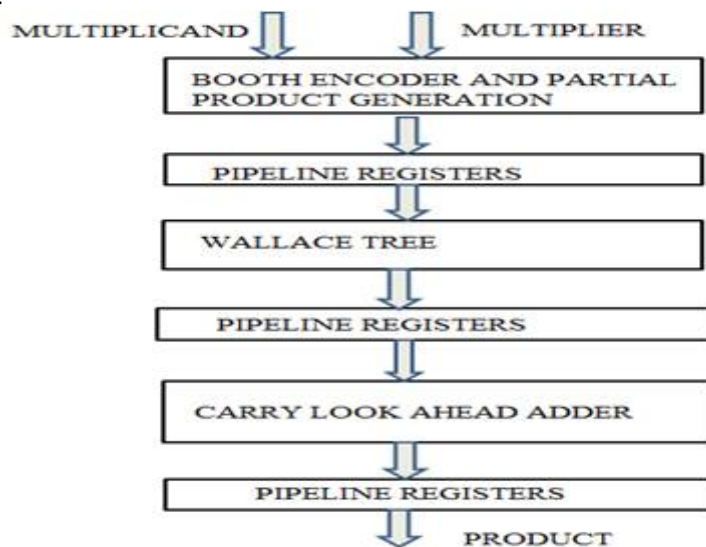 MULTIPLICAND
MULTIPLIER
BOOTH ENCODER AND PARTIAL
PRODUCT GENERATION
PIPELINE REGISTERS
WALLACE TREE
PIPELINE REGISTERS
CARRY LOOK AHEAD ADDER
PIPELINE REGISTERS
PRODUCT